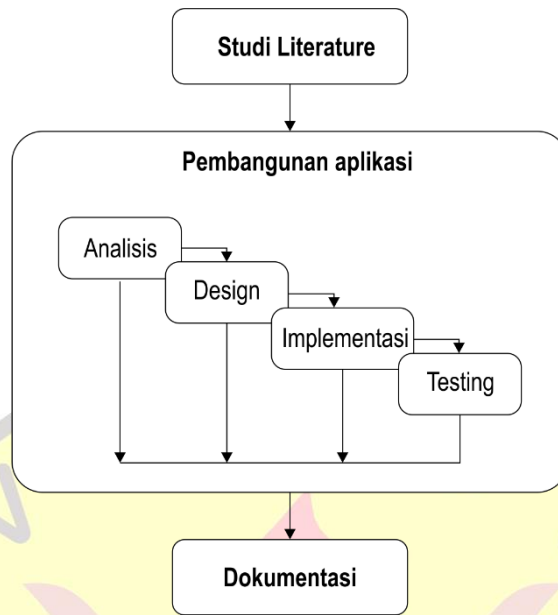 Studi Literature
Pembangunan aplikasi
Analisis
Design
Implementasi
Testing
Dokumentasi